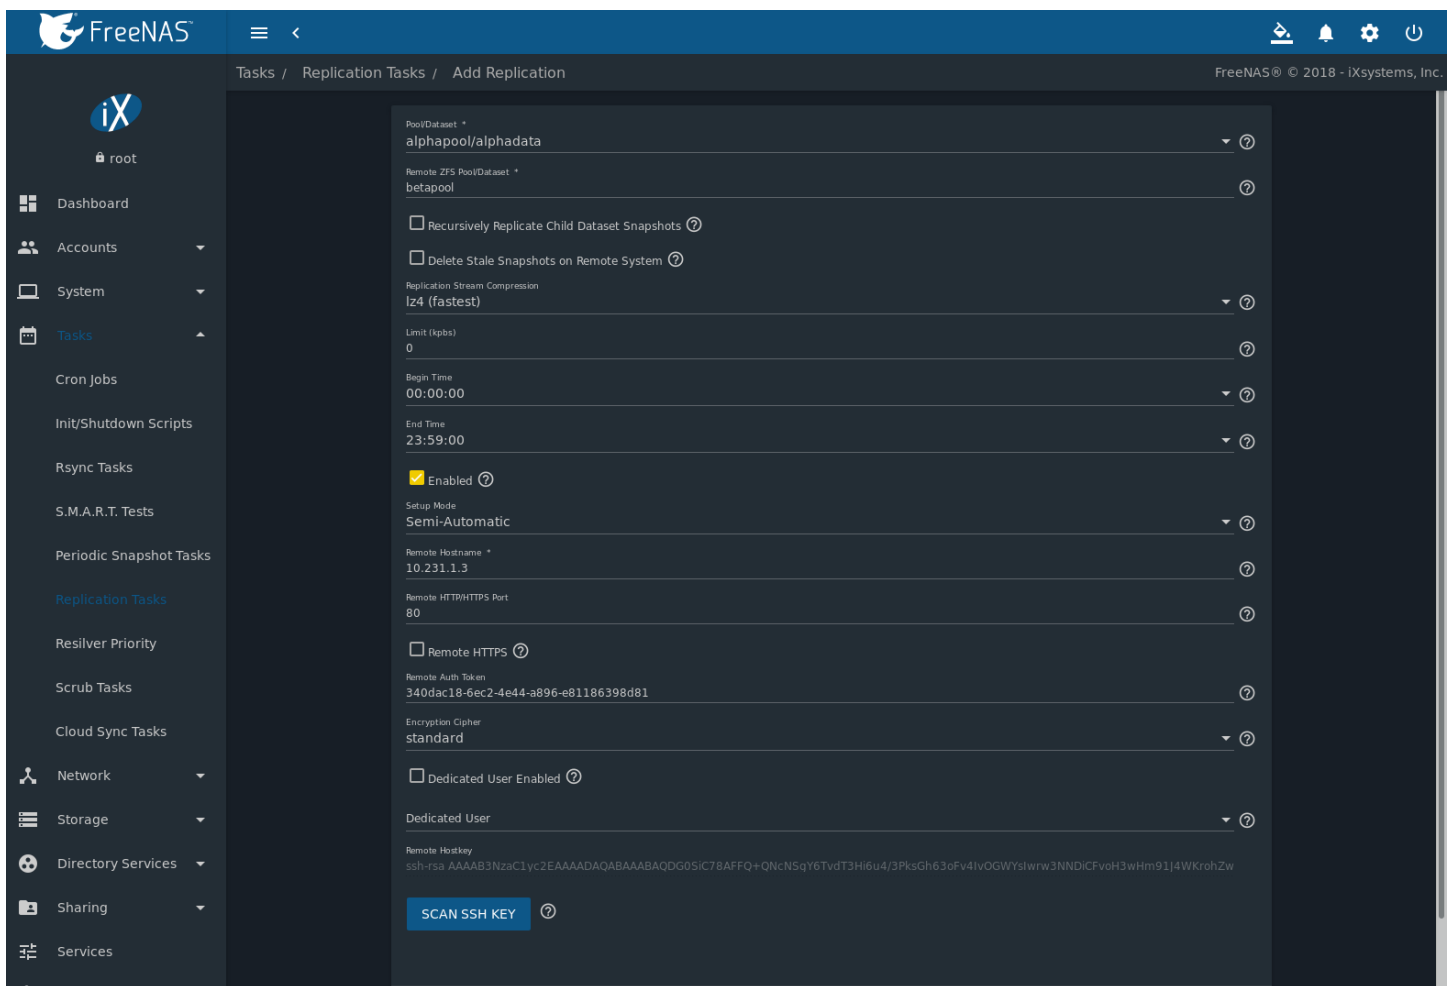 FreeNAS™
Tasks / Replication Tasks / Add Replication
FreeNAS® © 2018 - iXsystems, Inc.
iX
root
Dashboard
Accounts
System
Tasks
Cron Jobs
Init/Shutdown Scripts
Rsync Tasks
S.M.A.R.T. Tests
Periodic Snapshot Tasks
Replication Tasks
Resilver Priority
Scrub Tasks
Cloud Sync Tasks
Network
Storage
Directory Services
Sharing
Services
Pool/Dataset *
alphapool/alphadata
Remote ZFS Pool/Dataset *
betapool
Recursively Replicate Child Dataset Snapshots
Delete Stale Snapshots on Remote System
Replication Stream Compression
lz4 (fastest)
Limit (kpbs)
0
Begin Time
00:00:00
End Time
23:59:00
Enabled
Setup Mode
Semi-Automatic
Remote Hostname *
10.231.1.3
Remote HTTP/HTTPS Port
80
Remote HTTPS
Remote Auth Token
340dac18-6ec2-4e44-a896-e81186398d81
Encryption Cipher
standard
Dedicated User Enabled
Dedicated User
Remote Hostkey
ssh-rsa
SCAN SSH KEY